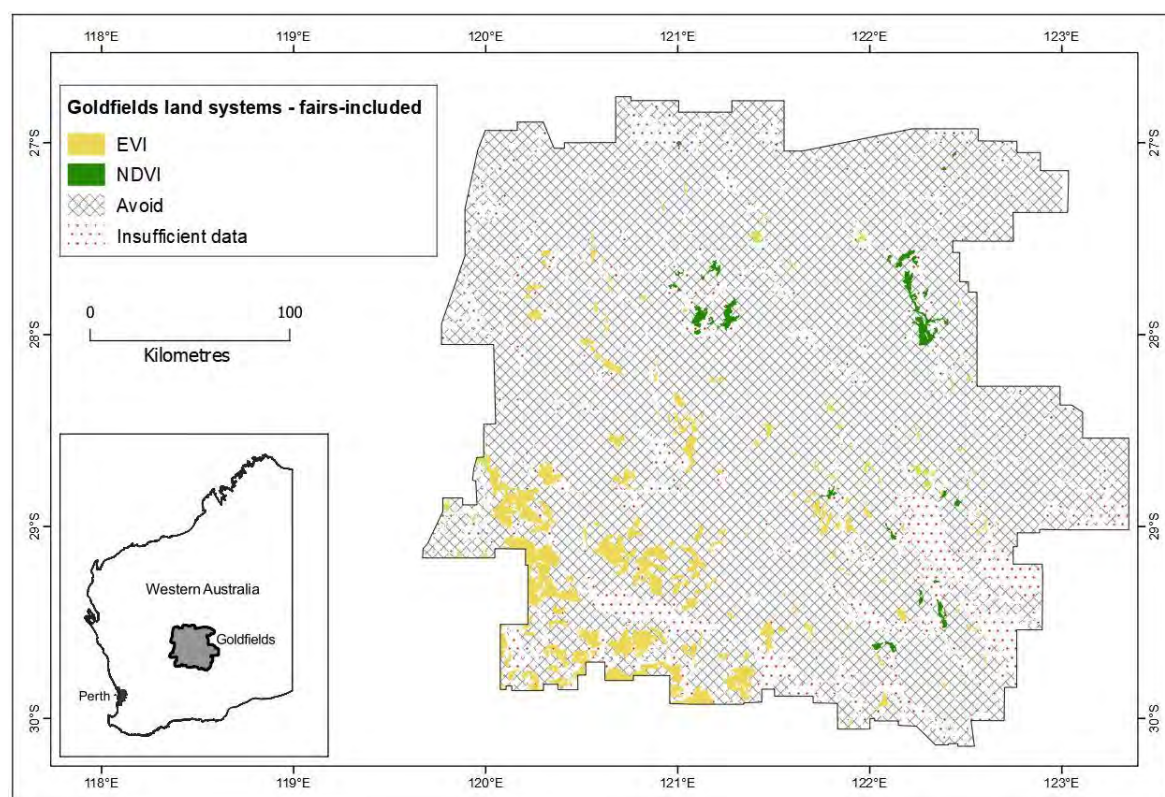 118°E 119°E 120°E 121°E 122°E 123°E
Goldfields land systems - fairs-included
EVI
NDVI
Avoid
Insufficient data
27°S 27°S
0 100
Kilometres
28°S 28°S
29°S 29°S
Western Australia
Goldfields
Perth
30°S 30°S
118°E 119°E 120°E 121°E 122°E 123°E